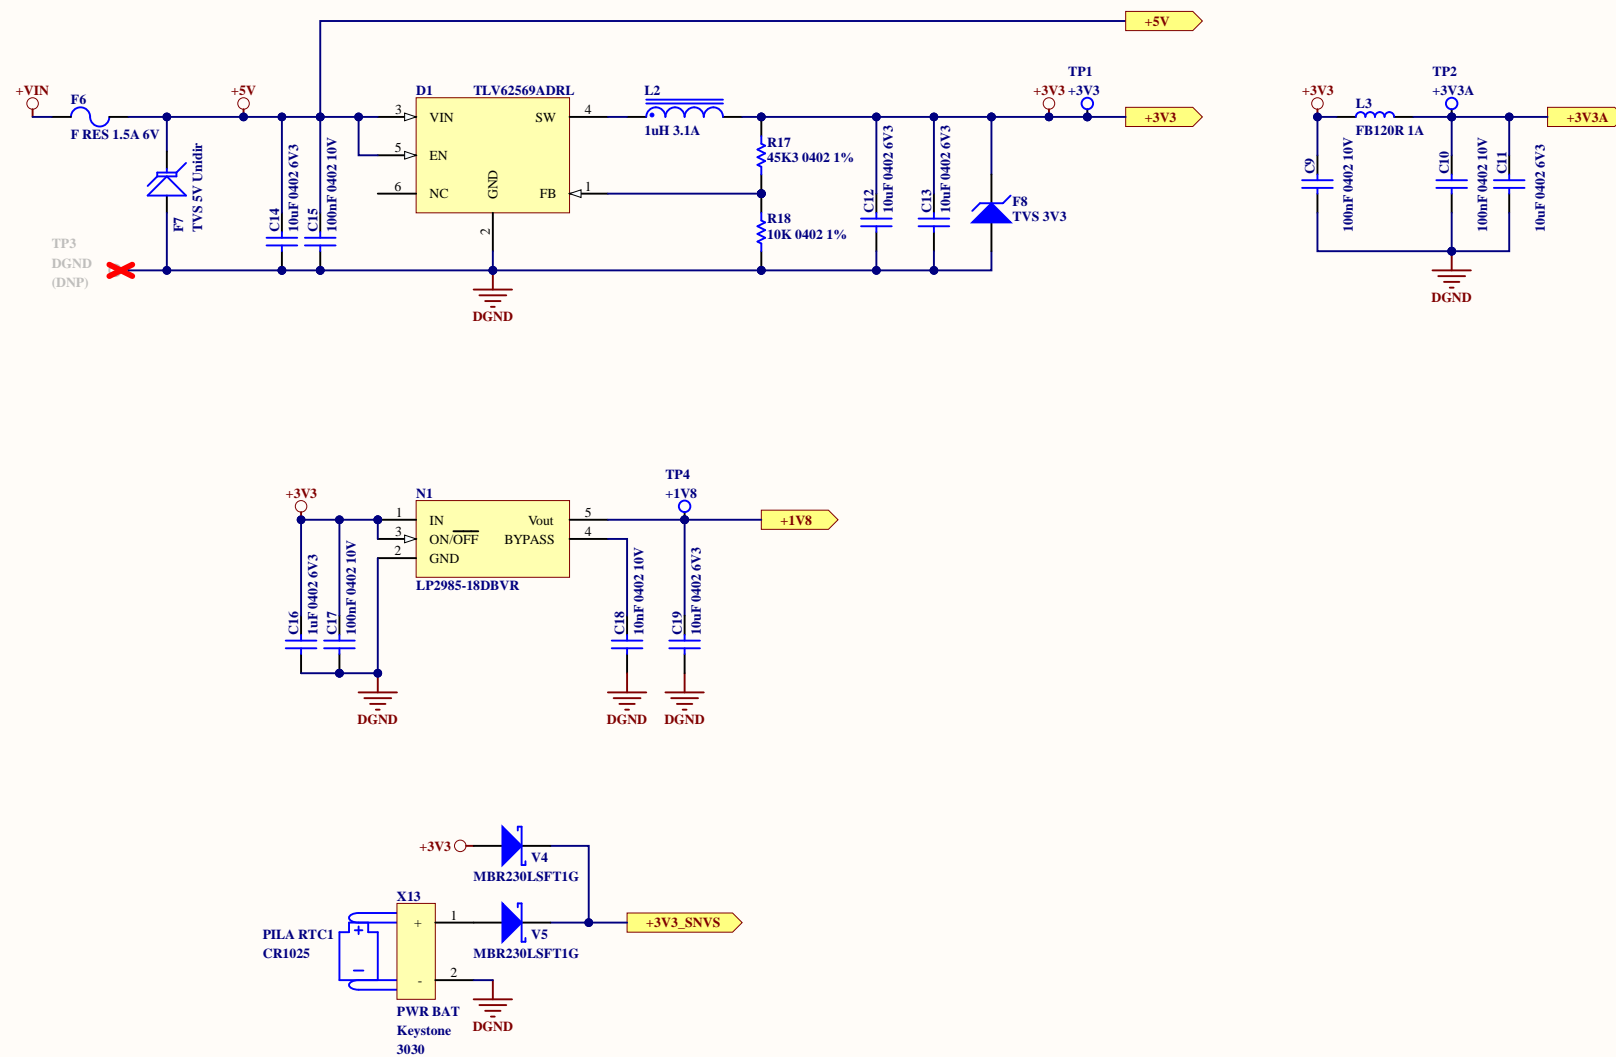 +5V
+VIN
F6
F RES 1.5A 6V
+5V
F7
TVS 5V Unidir
TP3
DGND
(DNP)
C14
10uF 0402 6V3
C15
100nF 0402 10V
D1
TLV62569ADRL
3
VIN
5
EN
6
NC
GND
2
SW
4
FB
1
DGND
L2
1uH 3.1A
R17
45K3 0402 1%
R18
10K 0402 1%
C12
10uF 0402 6V3
C13
10uF 0402 6V3
F8
TVS 3V3
+3V3
TP1
+3V3
+3V3
+3V3
C9
100nF 0402 10V
L3
FB120R 1A
TP2
+3V3A
C10
100nF 0402 10V
C11
10uF 0402 6V3
+3V3A
DGND
+3V3
C16
1uF 0402 6V3
C17
100nF 0402 10V
DGND
N1
1
IN
3
ON/OFF
2
GND
Vout
5
BYPASS
4
LP2985-18DBVR
C18
10nF 0402 10V
DGND
TP4
+1V8
C19
10uF 0402 6V3
DGND
+1V8
+3V3
V4
MBR230LSFT1G
X13
PILA RTC1
CR1025
+
-
1
2
V5
MBR230LSFT1G
+3V3_SNVS
DGND
PWR BAT
Keystone
3030